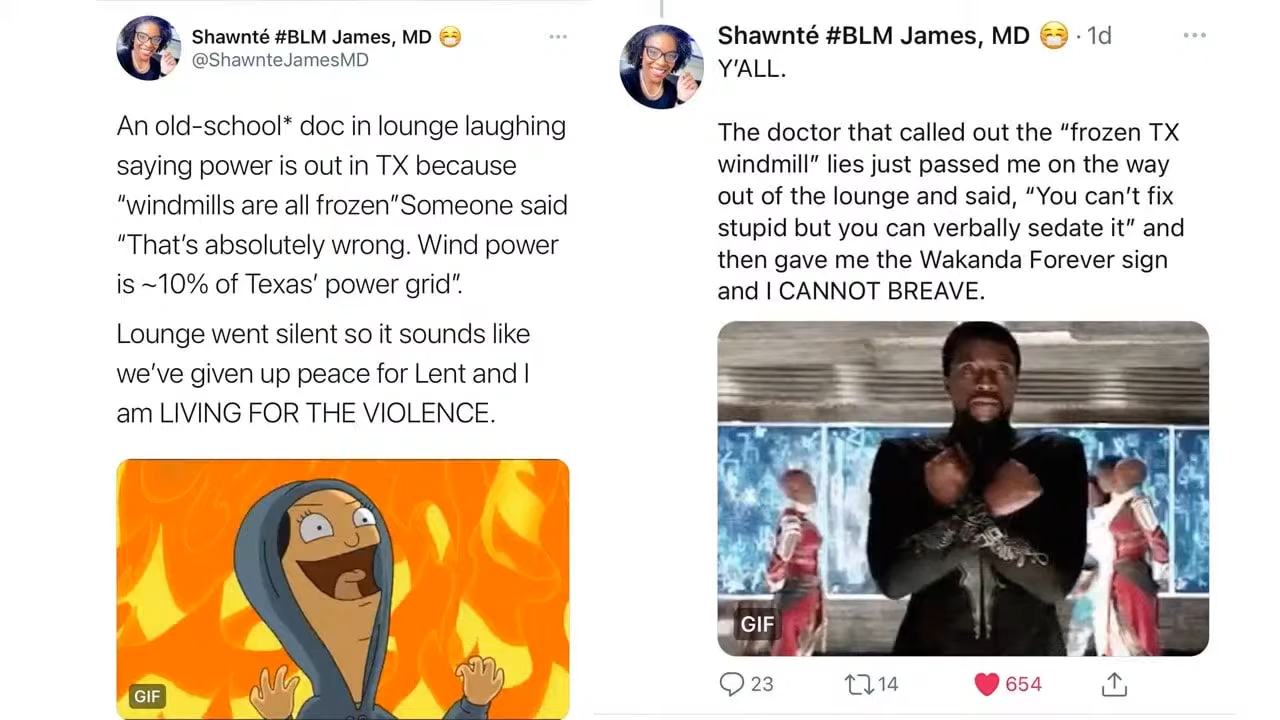 Shawnté #BLM James, MD 😷
@ShawnteJamesMD
An old-school* doc in lounge laughing
saying power is out in TX because
“windmills are all frozen”Someone said
“That’s absolutely wrong. Wind power
is ~10% of Texas’ power grid”.
Lounge went silent so it sounds like
we’ve given up peace for Lent and I
am LIVING FOR THE VIOLENCE.
GIF
Shawnté #BLM James, MD 😷 · 1d
Y’ALL.
The doctor that called out the “frozen TX
windmill” lies just passed me on the way
out of the lounge and said, “You can’t fix
stupid but you can verbally sedate it” and
then gave me the Wakanda Forever sign
and I CANNOT BREAVE.
GIF
23 14 654